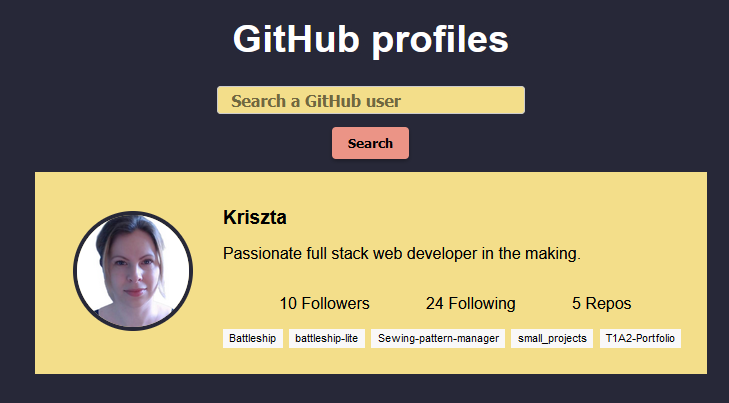 GitHub profiles
Search a GitHub user
Search
Kriszta
Passionate full stack web developer in the making.
10 Followers 24 Following 5 Repos
Battleship battleship-lite Sewing-pattern-manager small_projects T1A2-Portfolio